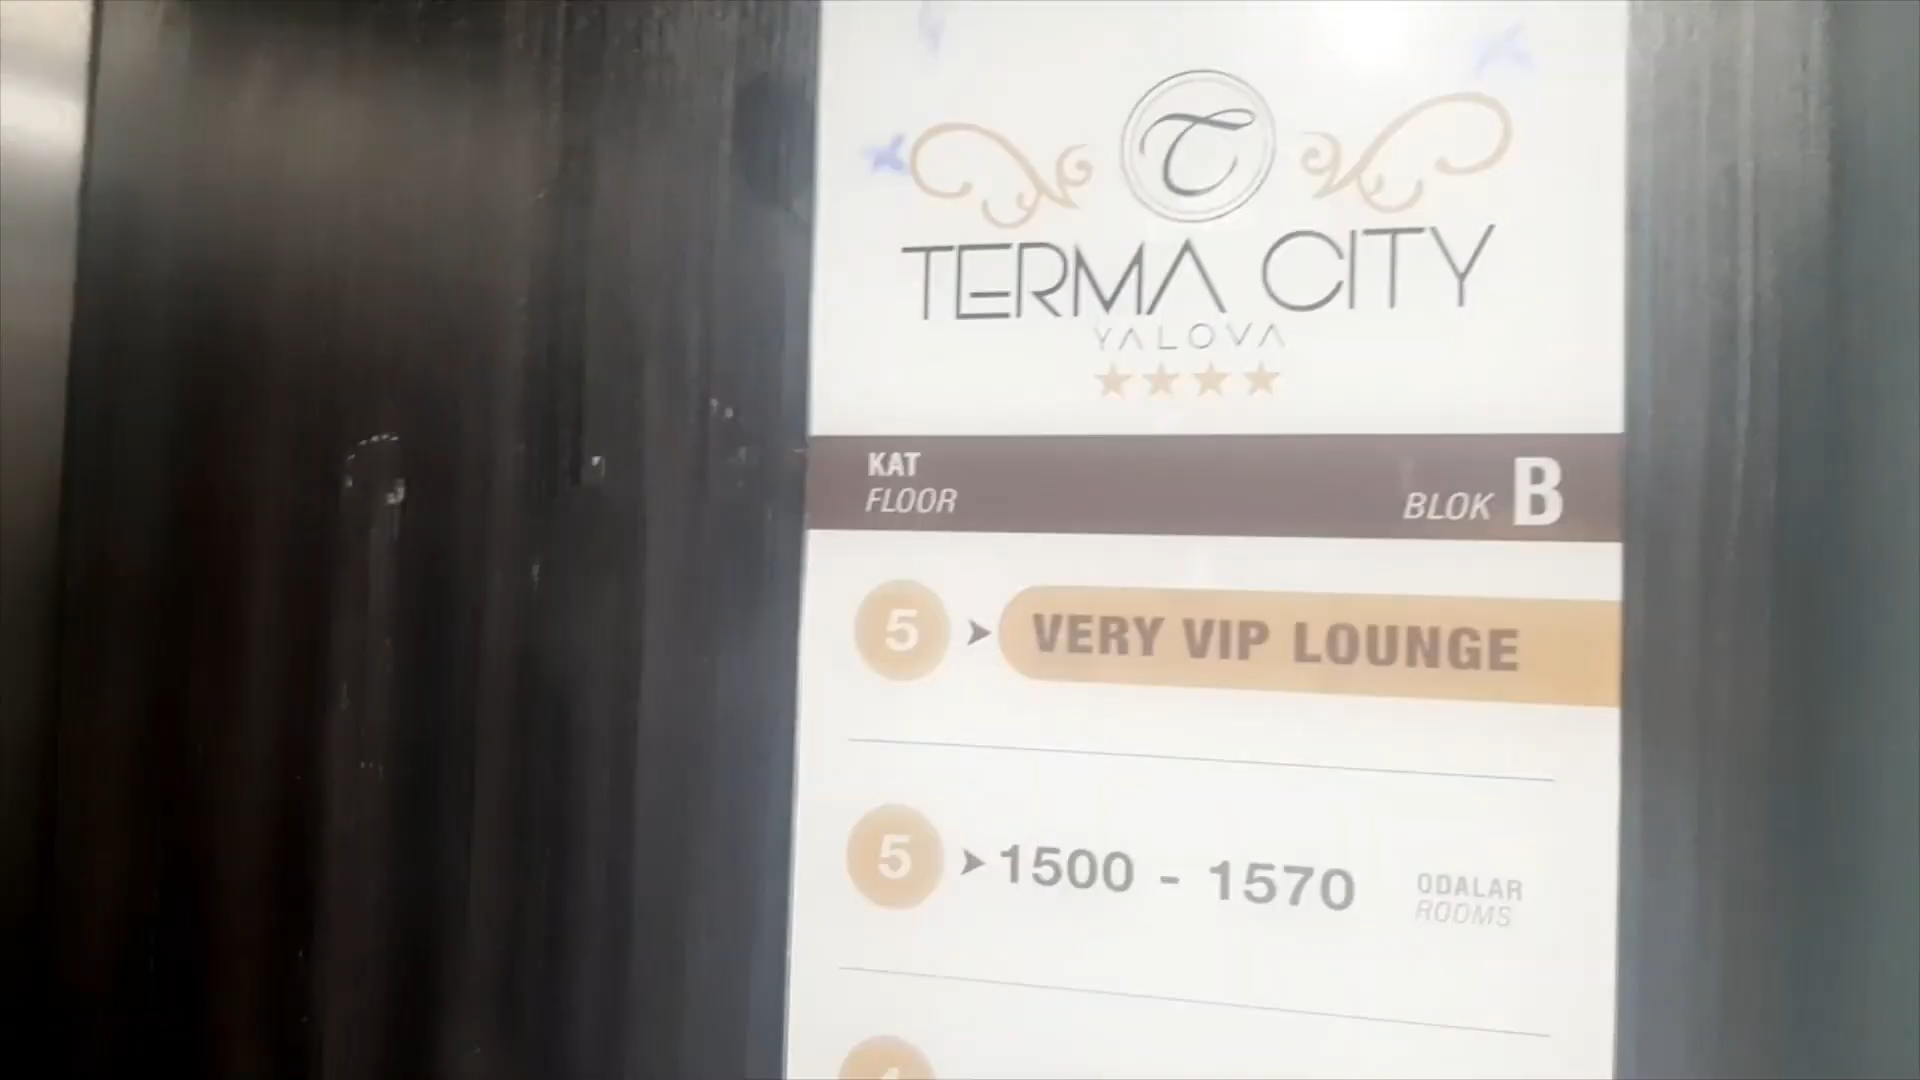 TERMA CITY
YALOVA
KAT
FLOOR
BLOK B
5 VERY VIP LOUNGE
5 1500 - 1570 ODALAR
ROOMS